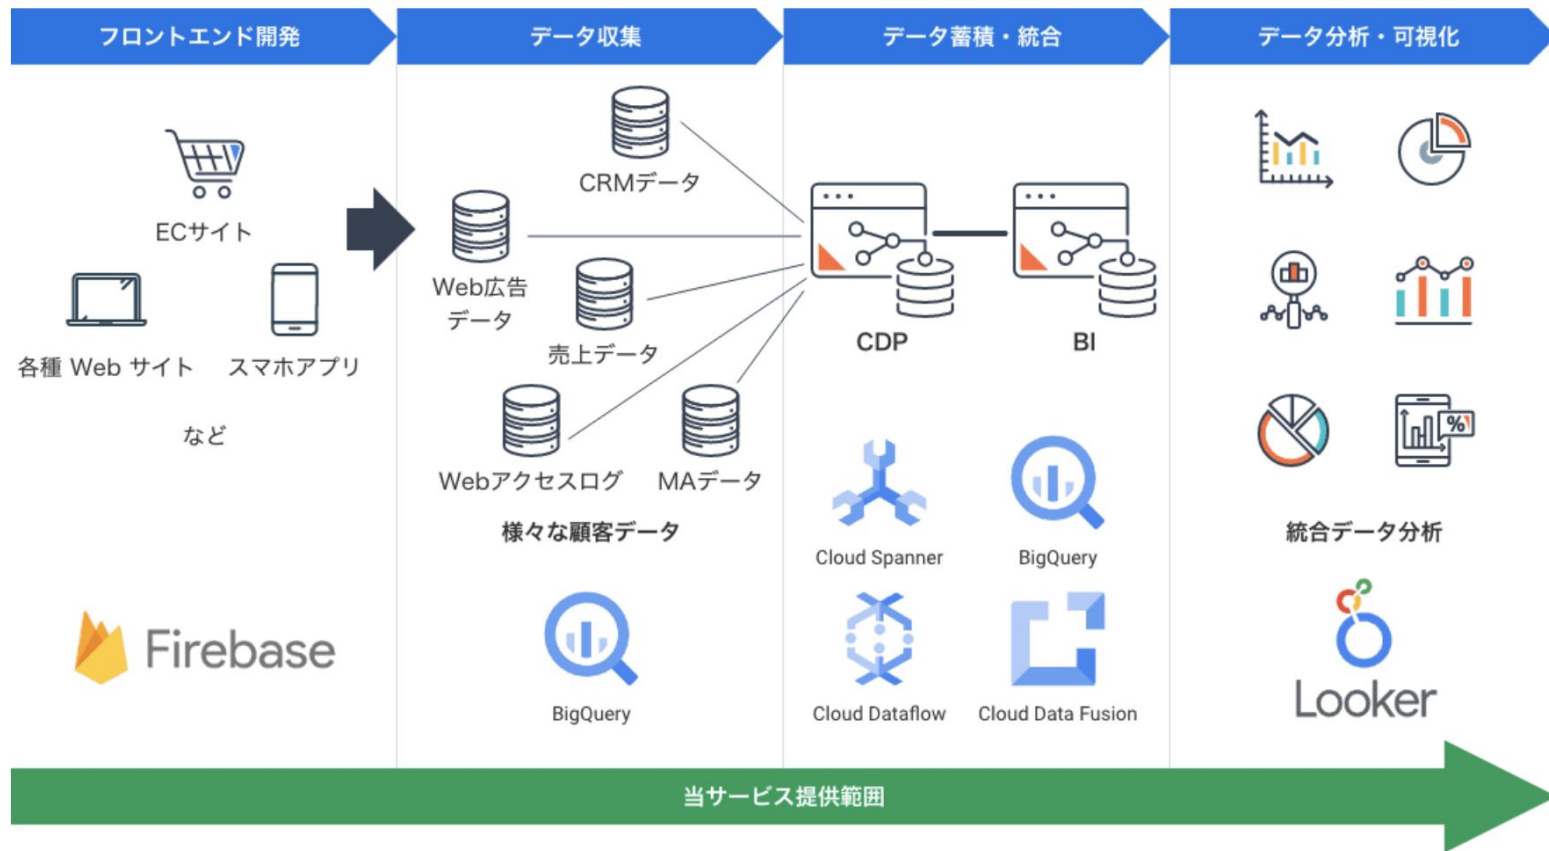 フロントエンド開発
データ収集
データ蓄積・統合
データ分析・可視化
ECサイト
各種 Web サイト
スマホアプリ
など
Firebase
CRMデータ
Web広告
データ
売上データ
Webアクセスログ
MAデータ
様々な顧客データ
BigQuery
CDP
BI
Cloud Spanner
BigQuery
Cloud Dataflow
Cloud Data Fusion
%
統合データ分析
Looker
当サービス提供範囲